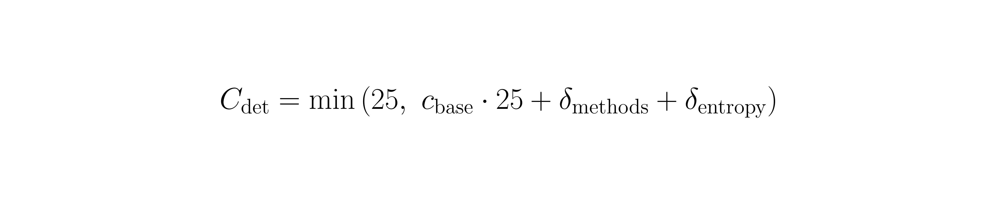 C_det = min (25, c_base · 25 + δ_methods + δ_entropy)